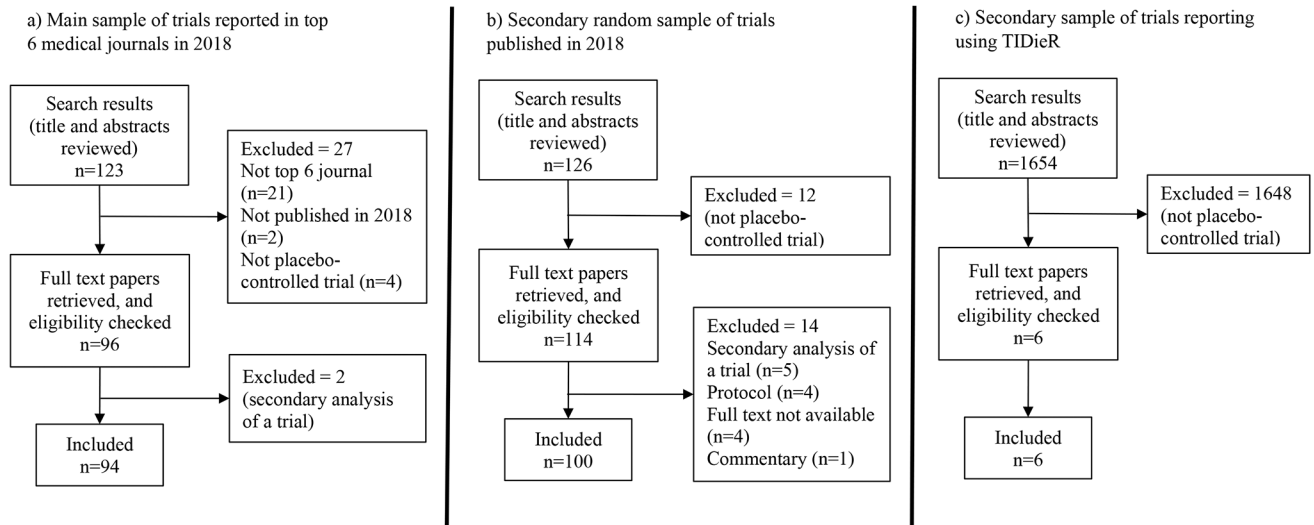 a) Main sample of trials reported in top
6 medical journals in 2018
Search results
(title and abstracts
reviewed)
n=123
Excluded = 27
Not top 6 journal
(n=21)
Not published in 2018
(n=2)
Not placebo-
controlled trial (n=4)
Full text papers
retrieved, and
eligibility checked
n=96
Excluded = 2
(secondary analysis
of a trial)
Included
n=94
b) Secondary random sample of trials
published in 2018
Search results
(title and abstracts
reviewed)
n=126
Excluded = 12
(not placebo-
controlled trial)
Full text papers
retrieved, and
eligibility checked
n=114
Excluded = 14
Secondary analysis of
a trial (n=5)
Protocol (n=4)
Full text not available
(n=4)
Commentary (n=1)
Included
n=100
c) Secondary sample of trials reporting
using TIDieR
Search results
(title and abstracts
reviewed)
n=1654
Excluded = 1648
(not placebo-
controlled trial)
Full text papers
retrieved, and
eligibility checked
n=6
Included
n=6